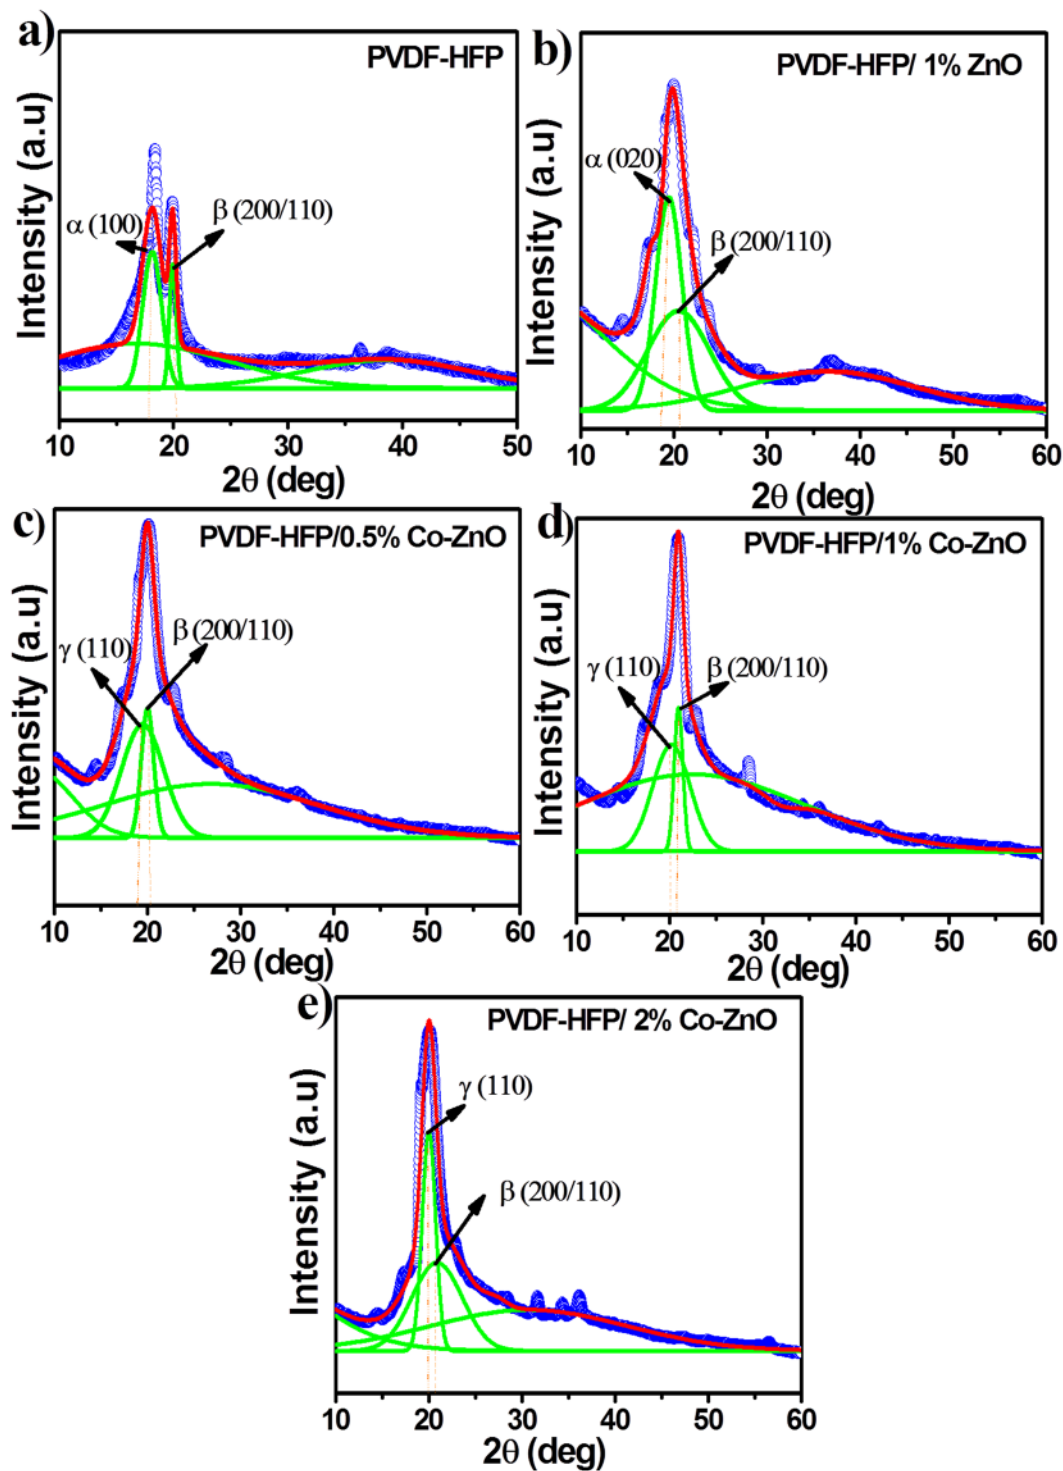 a)
PVDF-HFP
Intensity (a.u)
α (100)
β (200/110)
10 20 30 40 50
2θ (deg)
b)
PVDF-HFP/ 1% ZnO
Intensity (a.u)
α (020)
β (200/110)
10 20 30 40 50 60
2θ (deg)
c)
PVDF-HFP/0.5% Co-ZnO
Intensity (a.u)
γ (110)
β (200/110)
10 20 30 40 50 60
2θ (deg)
d)
PVDF-HFP/1% Co-ZnO
Intensity (a.u)
γ (110)
β (200/110)
10 20 30 40 50 60
2θ (deg)
e)
PVDF-HFP/ 2% Co-ZnO
Intensity (a.u)
γ (110)
β (200/110)
10 20 30 40 50 60
2θ (deg)